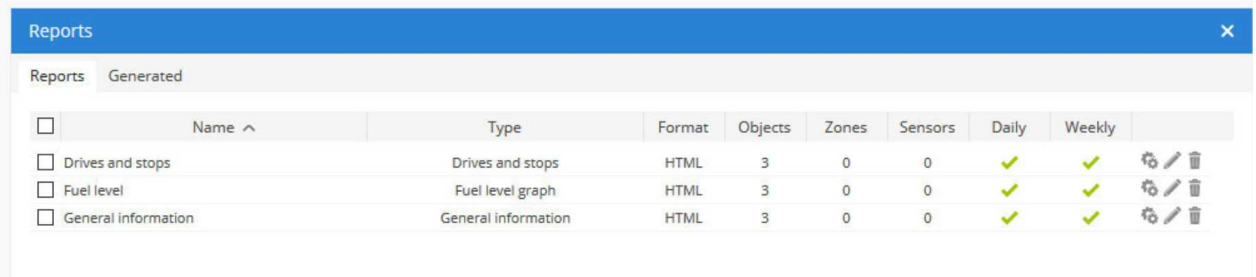 Reports
Reports Generated
Name Type Format Objects Zones Sensors Daily Weekly
Drives and stops Drives and stops HTML 3 0 0
Fuel level Fuel level graph HTML 3 0 0
General information General information HTML 3 0 0